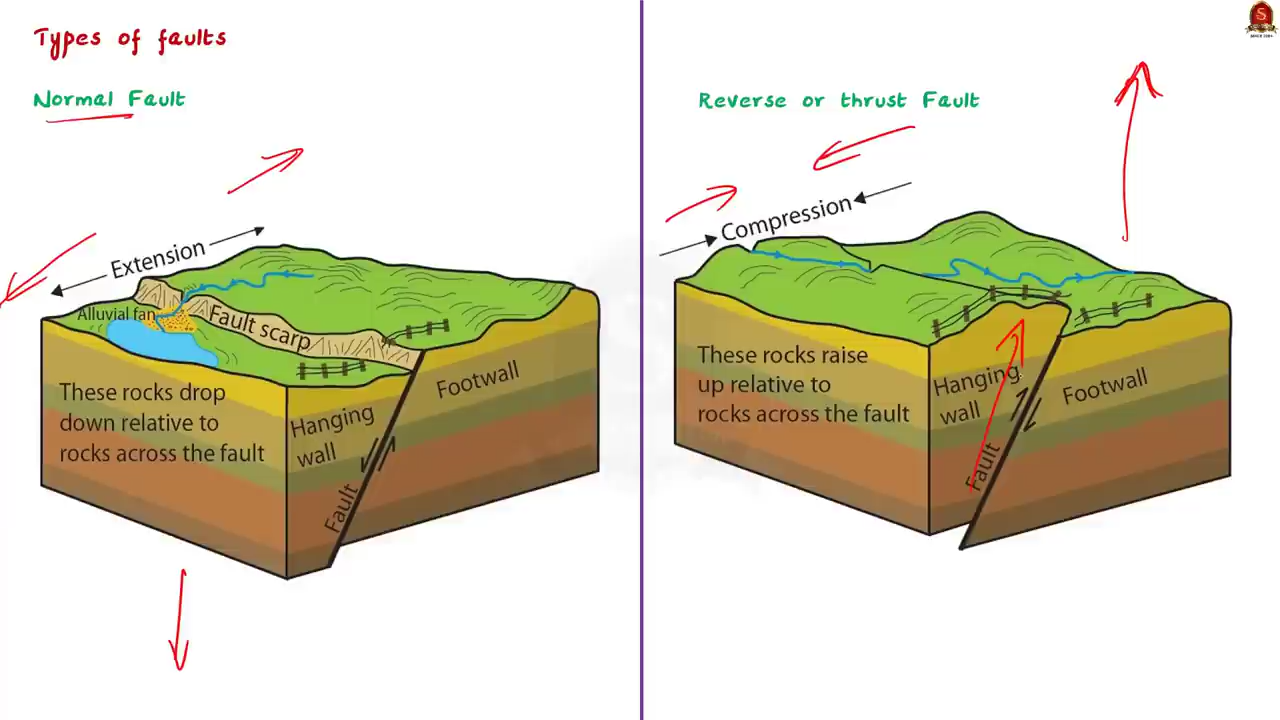 Types of faults
Normal Fault
Extension
Alluvial fan
Fault scarp
These rocks drop
down relative to
rocks across the fault
Hanging
wall
Footwall
Fault
Reverse or thrust Fault
Compression
These rocks raise
up relative to
rocks across the fault
Hanging
wall
Footwall
Fault